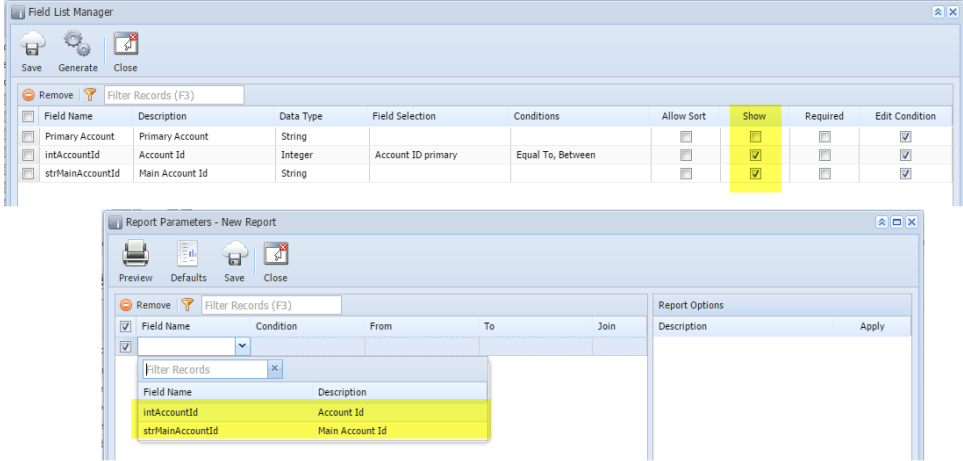 Field List Manager
Save Generate Close
Remove Filter Records (F3)
Field Name Description Data Type Field Selection Conditions Allow Sort Show Required Edit Condition
Primary Account Primary Account String
intAccountId Account Id Integer Account ID primary Equal To, Between
strMainAccountId Main Account Id String
Report Parameters - New Report
Preview Defaults Save Close
Remove Filter Records (F3) Report Options
Field Name Condition From To Join Description Apply
Filter Records
Field Name Description
intAccountId Account Id
strMainAccountId Main Account Id